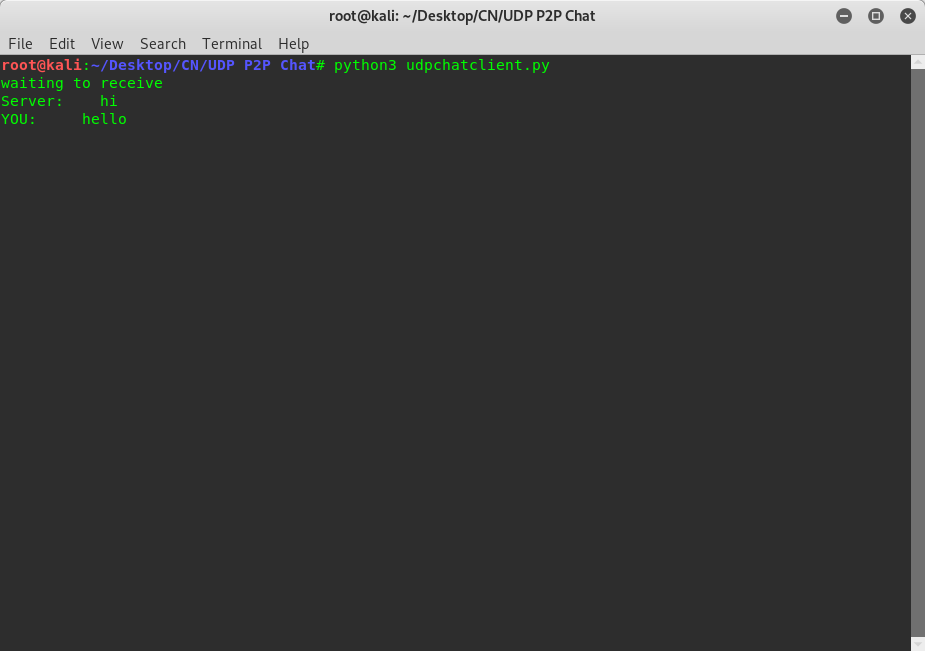 root@kali: ~/Desktop/CN/UDP P2P Chat
File Edit View Search Terminal Help
root@kali:~/Desktop/CN/UDP P2P Chat# python3 udpchatclient.py
waiting to receive
Server:    hi
YOU:     hello